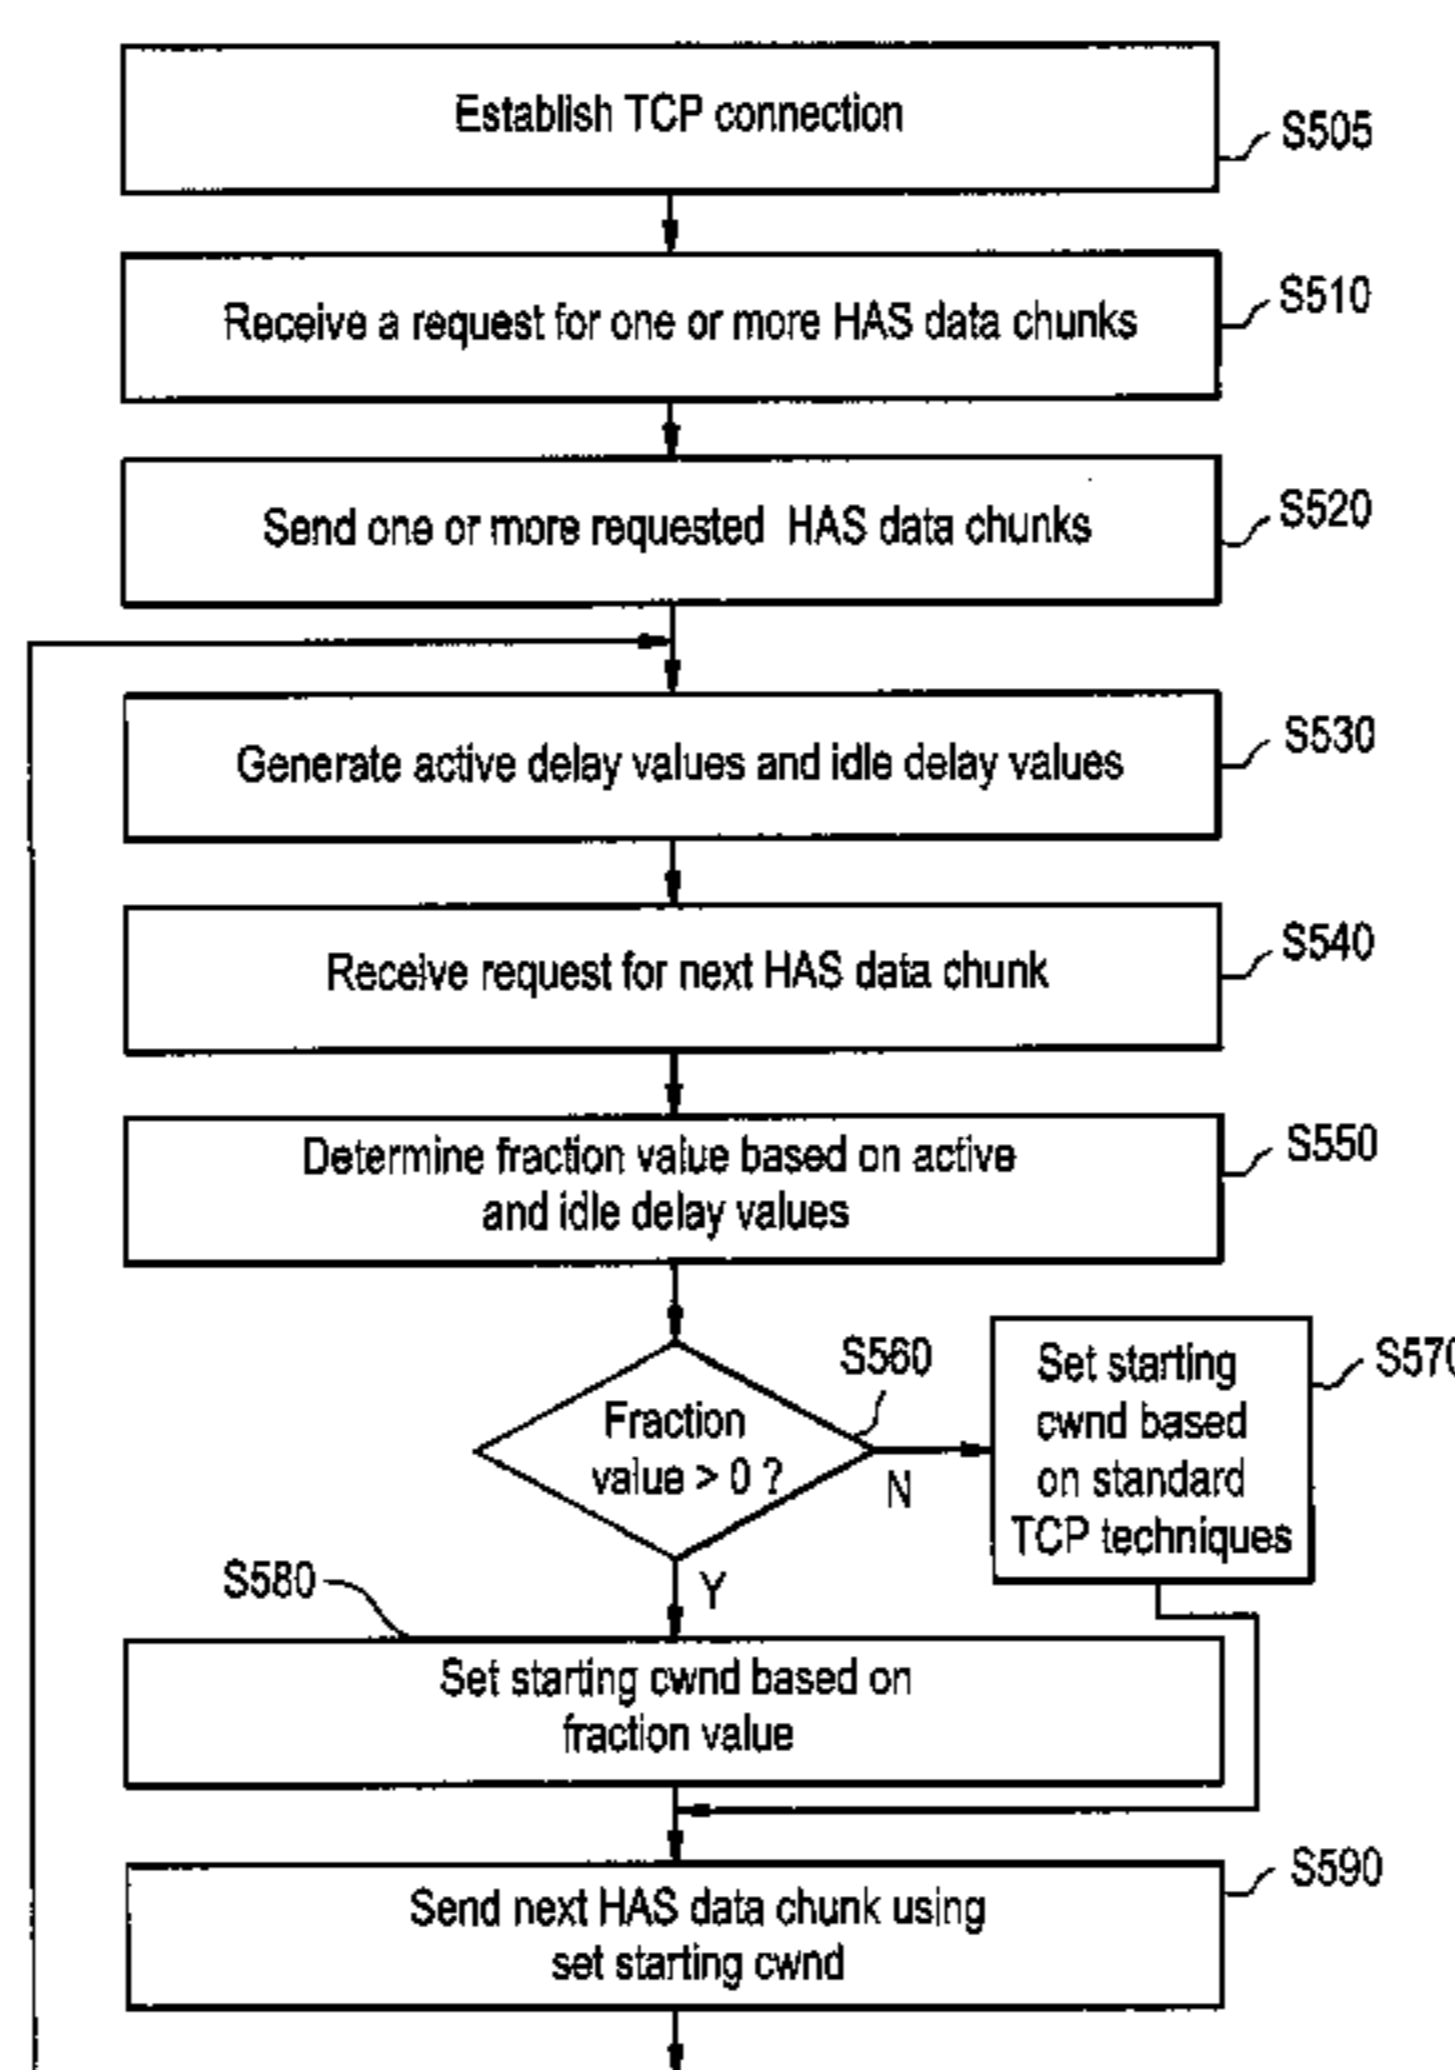 Establish TCP connection
S505
Receive a request for one or more HAS data chunks
S510
Send one or more requested HAS data chunks
S520
Generate active delay values and idle delay values
S530
Receive request for next HAS data chunk
S540
Determine fraction value based on active
and idle delay values
S550
Fraction
value > 0 ?
S560
N
Y
Set starting
cwnd based
on standard
TCP techniques
S570
S580
Set starting cwnd based on
fraction value
Send next HAS data chunk using
set starting cwnd
S590